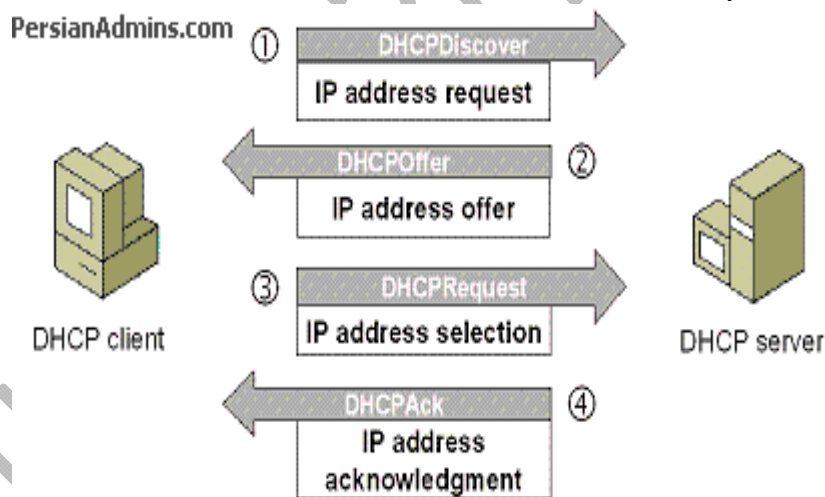 PersianAdmins.com
① DHCPDiscover
IP address request
DHCPOffer ②
IP address offer
③ DHCPRequest
IP address selection
DHCP client
DHCP server
DHCPAck ④
IP address
acknowledgment